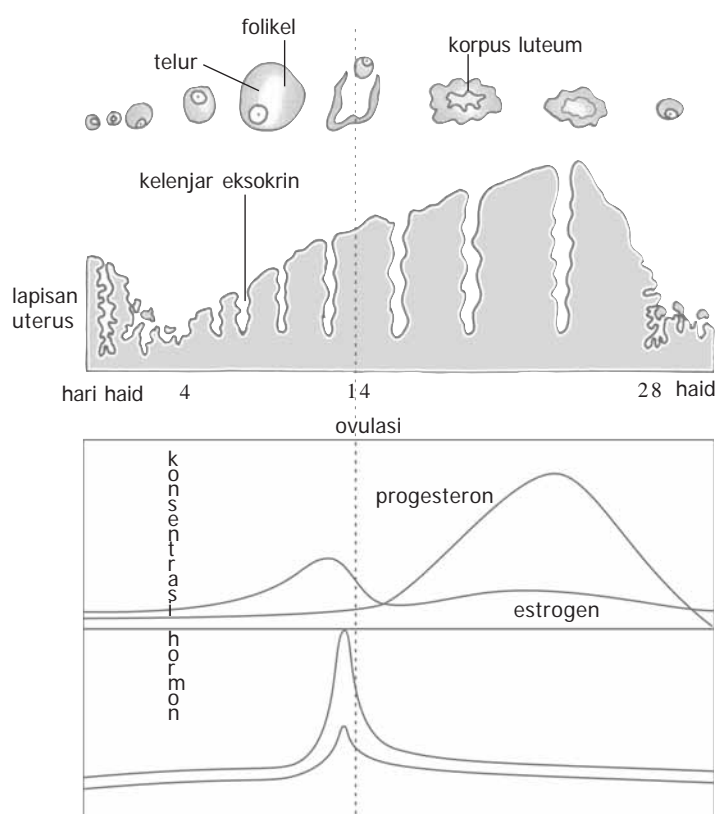 folikel
telur
korpus luteum
kelenjar eksokrin
lapisan
uterus
hari haid 4 14 28 haid
ovulasi
konsentrasi
hormon
progesteron
estrogen